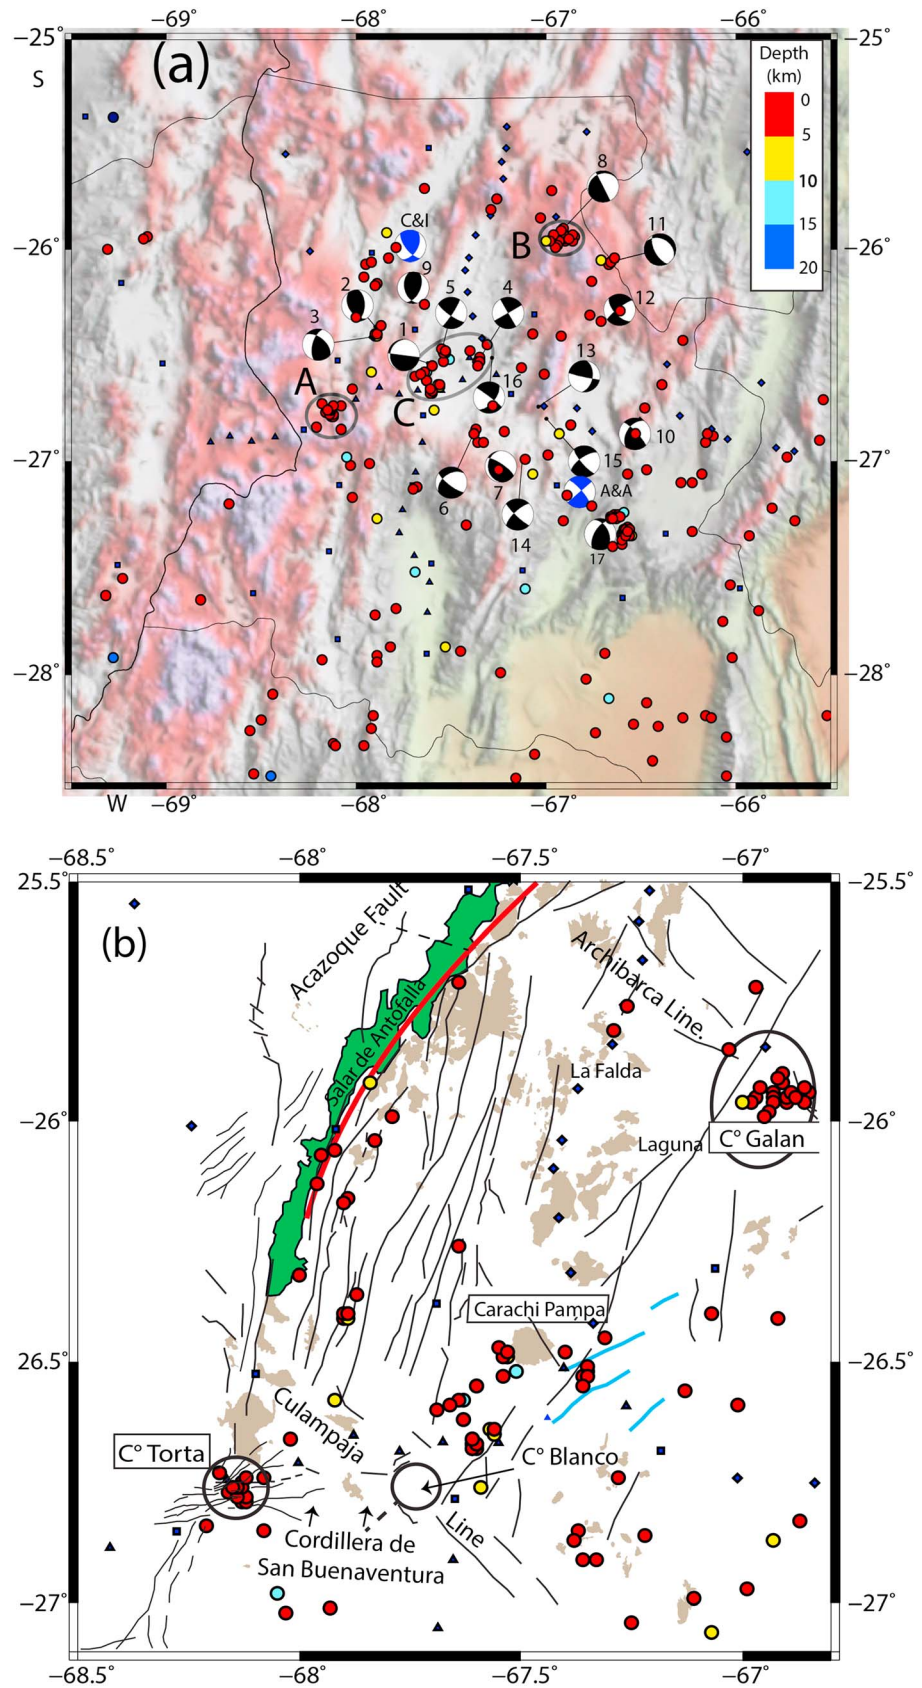 −69° −68° −67° −66°
−25° −25°
S
(a)
Depth
(km)
0
5
10
15
20
8
C&I
11
B
−26° −26°
9
2
5
4
12
3
1
13
A
16
C
10
−27° −27°
15
6
7
A&A
14
17
−28° −28°
W
−69° −68° −67° −66°
−68.5° −68° −67.5° −67°
25.5° −25.5°
(b)
Acazoque Fault
Archibarca Line.
Salar de Antofalla
La Falda
−26° −26°
Laguna
C° Galan
Carachi Pampa
−26.5° −26.5°
Culampaja
C° Torta
C° Blanco
Line
Cordillera de
San Buenaventura
−27° −27°
−68.5° −68° −67.5° −67°